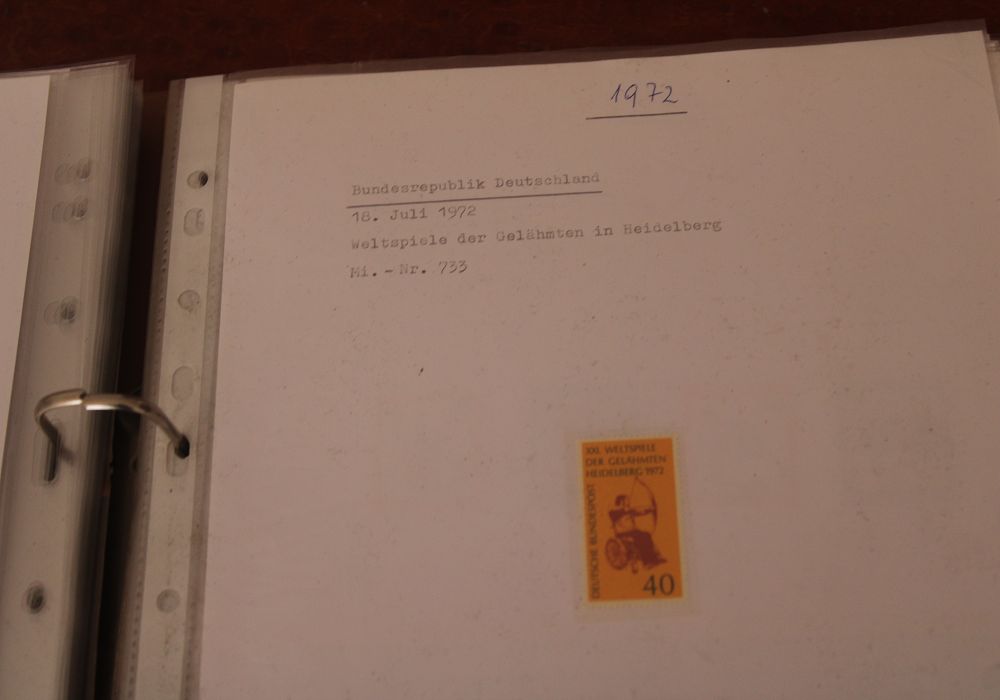 1972
Bundesrepublik Deutschland
18. Juli 1972
Weltspiele der Gelähmten in Heidelberg
Mi.-Nr. 733
XXI. WELTSPIELE
DER GELÄHMTEN
HEIDELBERG 1972
DEUTSCHE BUNDESPOST
40